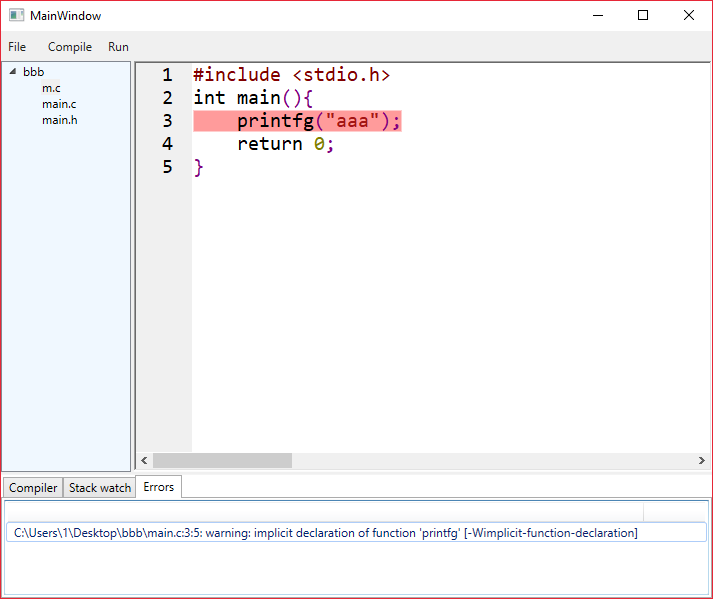 MainWindow
File Compile Run
bbb
m.c
main.c
main.h
1 #include <stdio.h>
2 int main(){
3     printfg("aaa");
4     return 0;
5 }
Compiler Stack watch Errors
C:\Users\1\Desktop\bbb\main.c:3:5: warning: implicit declaration of function 'printfg' [-Wimplicit-function-declaration]